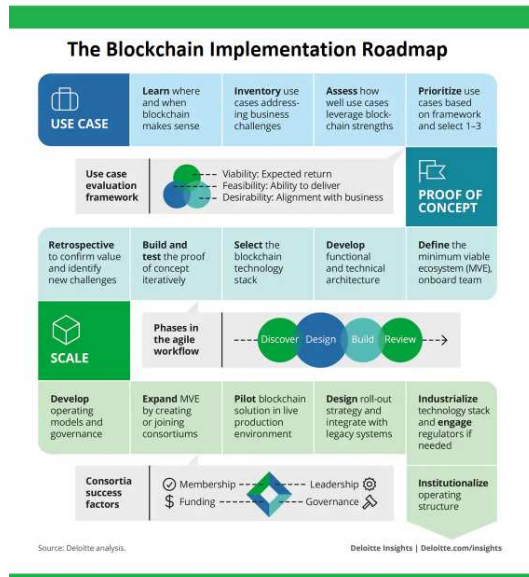 The Blockchain Implementation Roadmap
USE CASE
Learn where
and when
blockchain
makes sense
Inventory use
cases address-
ing business
challenges
Assess how
well use cases
leverage block-
chain strengths
Prioritize use
cases based
on framework
and select 1–3
Use case
evaluation
framework
Viability: Expected return
Feasibility: Ability to deliver
Desirability: Alignment with business
PROOF OF
CONCEPT
Retrospective
to confirm value
and identify
new challenges
Build and
test the proof
of concept
iteratively
Select the
blockchain
technology
stack
Develop
functional
and technical
architecture
Define the
minimum viable
ecosystem (MVE),
onboard team
SCALE
Phases in
the agile
workflow
Discover
Design
Build
Review
Develop
operating
models and
governance
Expand MVE
by creating
or joining
consortiums
Pilot blockchain
solution in live
production
environment
Design roll-out
strategy and
integrate with
legacy systems
Industrialize
technology stack
and engage
regulators if
needed
Consortia
success
factors
Membership
$ Funding
Leadership
Governance
Institutionalize
operating
structure
Source: Deloitte analysis.
Deloitte Insights | Deloitte.com/insights